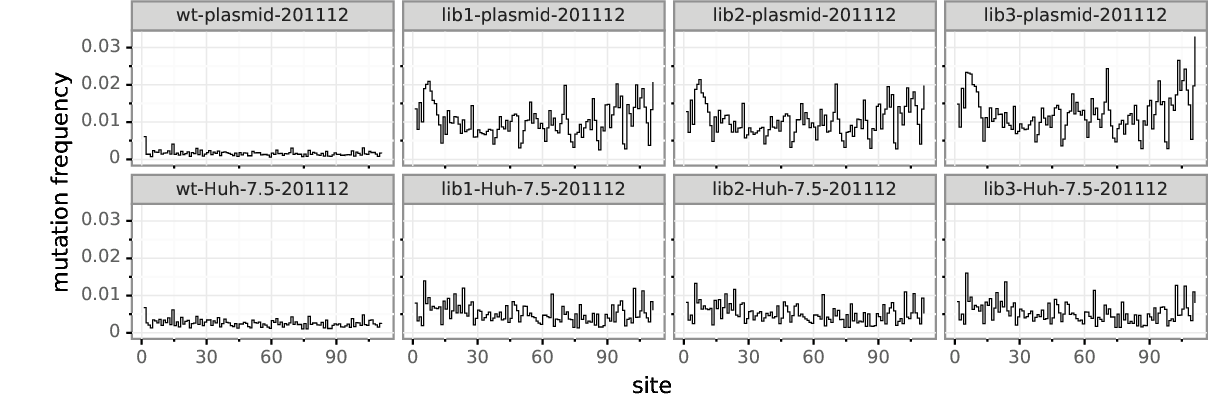 wt-plasmid-201112 lib1-plasmid-201112 lib2-plasmid-201112 lib3-plasmid-201112
0.03
0.02
0.01
0
wt-Huh-7.5-201112 lib1-Huh-7.5-201112 lib2-Huh-7.5-201112 lib3-Huh-7.5-201112
0.03
0.02
0.01
0
mutation frequency
0 30 60 90 0 30 60 90 0 30 60 90 0 30 60 90
site